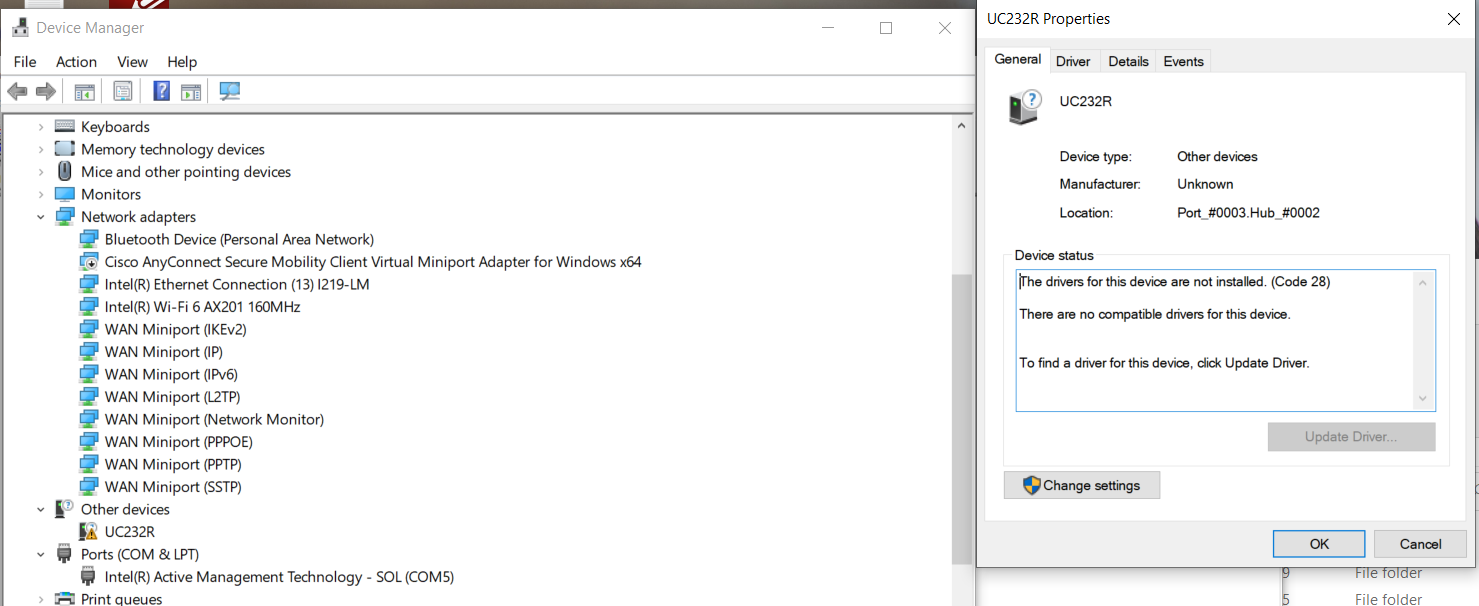 Device Manager
File Action View Help
Keyboards
Memory technology devices
Mice and other pointing devices
Monitors
Network adapters
Bluetooth Device (Personal Area Network)
Cisco AnyConnect Secure Mobility Client Virtual Miniport Adapter for Windows x64
Intel(R) Ethernet Connection (13) I219-LM
Intel(R) Wi-Fi 6 AX201 160MHz
WAN Miniport (IKEv2)
WAN Miniport (IP)
WAN Miniport (IPv6)
WAN Miniport (L2TP)
WAN Miniport (Network Monitor)
WAN Miniport (PPPOE)
WAN Miniport (PPTP)
WAN Miniport (SSTP)
Other devices
UC232R
Ports (COM & LPT)
Intel(R) Active Management Technology - SOL (COM5)
Print queues
UC232R Properties
General Driver Details Events
UC232R
Device type: Other devices
Manufacturer: Unknown
Location: Port_#0003.Hub_#0002
Device status
The drivers for this device are not installed. (Code 28)
There are no compatible drivers for this device.
To find a driver for this device, click Update Driver.
Update Driver...
Change settings
OK Cancel
9 File folder
5 File folder